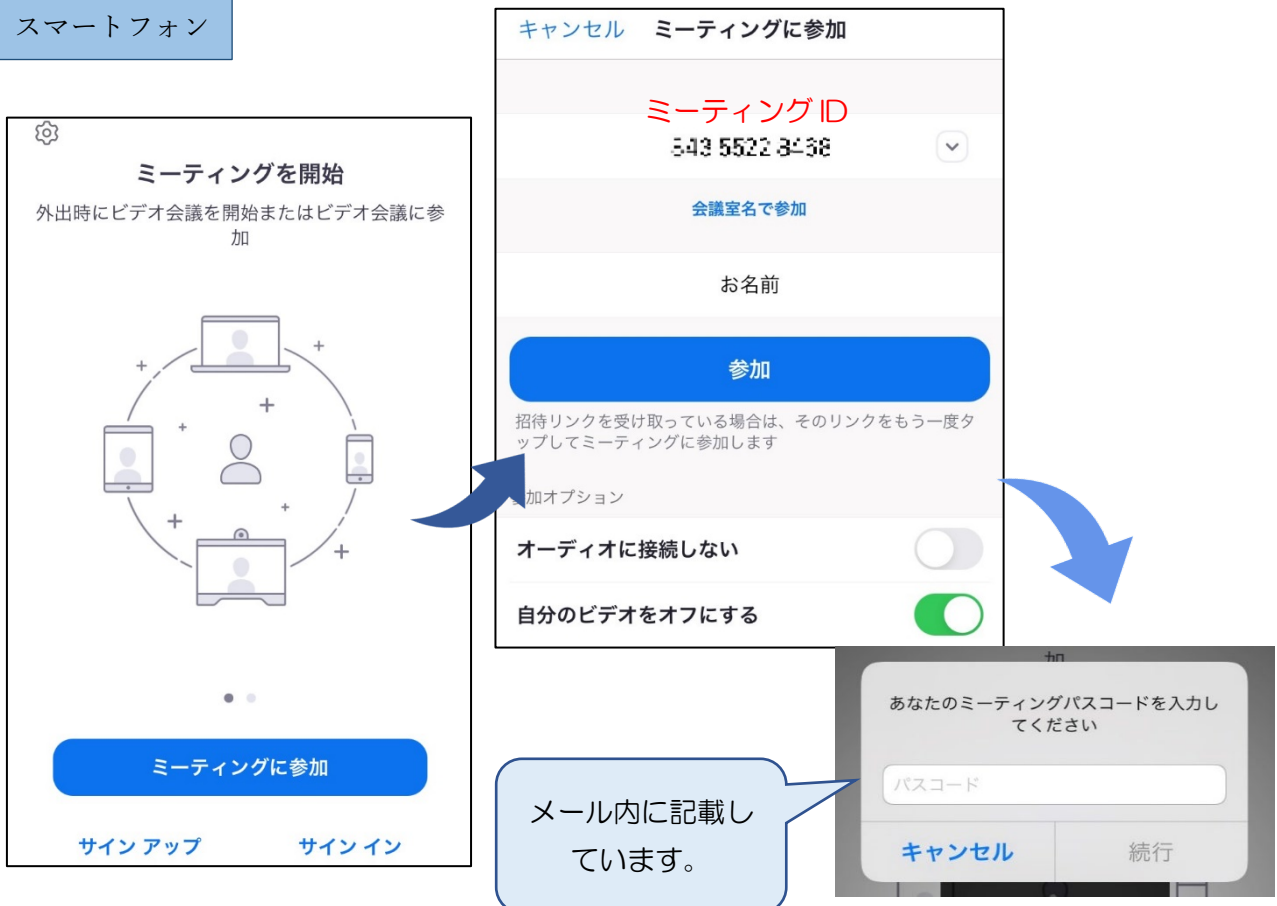 スマートフォン
ミーティングを開始
外出時にビデオ会議を開始またはビデオ会議に参
加
ミーティングに参加
サイン アップ
サイン イン
キャンセル
ミーティングに参加
ミーティングID
5522
会議室名で参加
お名前
参加
招待リンクを受け取っている場合は、そのリンクをもう一度タ
ップしてミーティングに参加します
加オプション
オーディオに接続しない
自分のビデオをオフにする
あなたのミーティングパスコードを入力し
てください
パスコード
キャンセル
続行
メール内に記載し
ています。